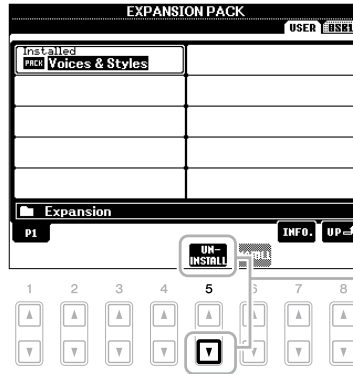 EXPANSION PACK
USER USB1
Installed
PACK Voices & Styles
Expansion
P1 INFO. UP
UN-
INSTALL
1 2 3 4 5 6 7 8